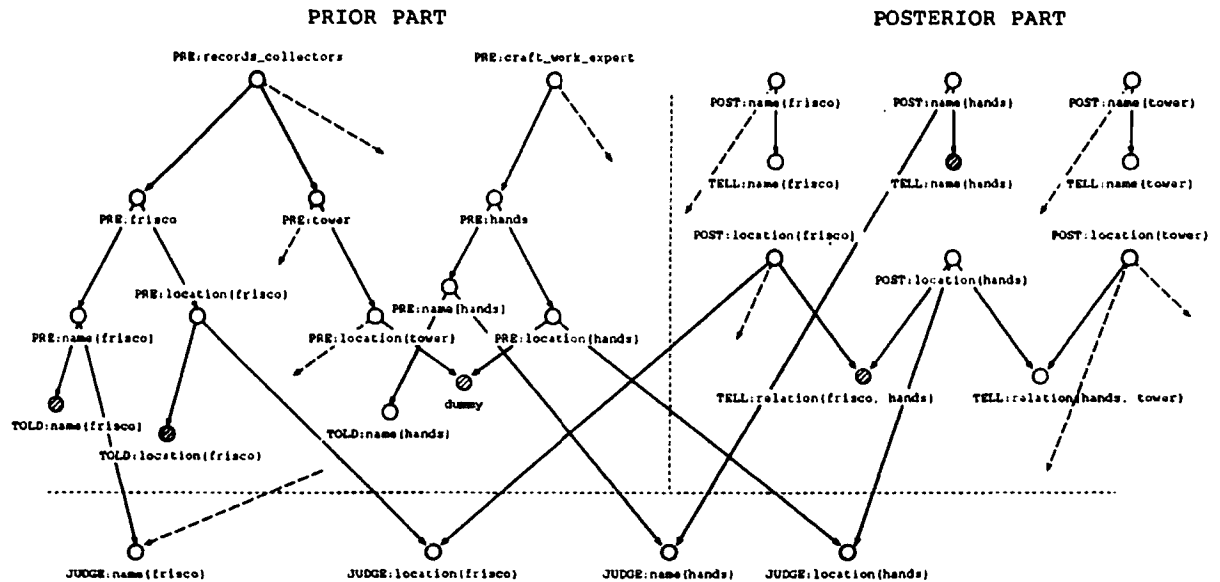 PRIOR PART
POSTERIOR PART
PRE:records_collectors
PRE:craft_work_expert
POST:name(frisco)
POST:name(hands)
POST:name(tower)
TELL:name(frisco)
TELL:name(hands)
TELL:name(tower)
PRE:frisco
PRE:tower
PRE:hands
POST:location(frisco)
POST:location(tower)
POST:location(hands)
PRE:location(frisco)
PRE:name(hands)
PRE:name(frisco)
PRE:location(tower)
PRE:location(hands)
dummy
TELL:relation(frisco, hands)
TELL:relation(hands, tower)
TOLD:name(frisco)
TOLD:name(hands)
TOLD:location(frisco)
JUDGE:name(frisco)
JUDGE:location(frisco)
JUDGE:name(hands)
JUDGE:location(hands)